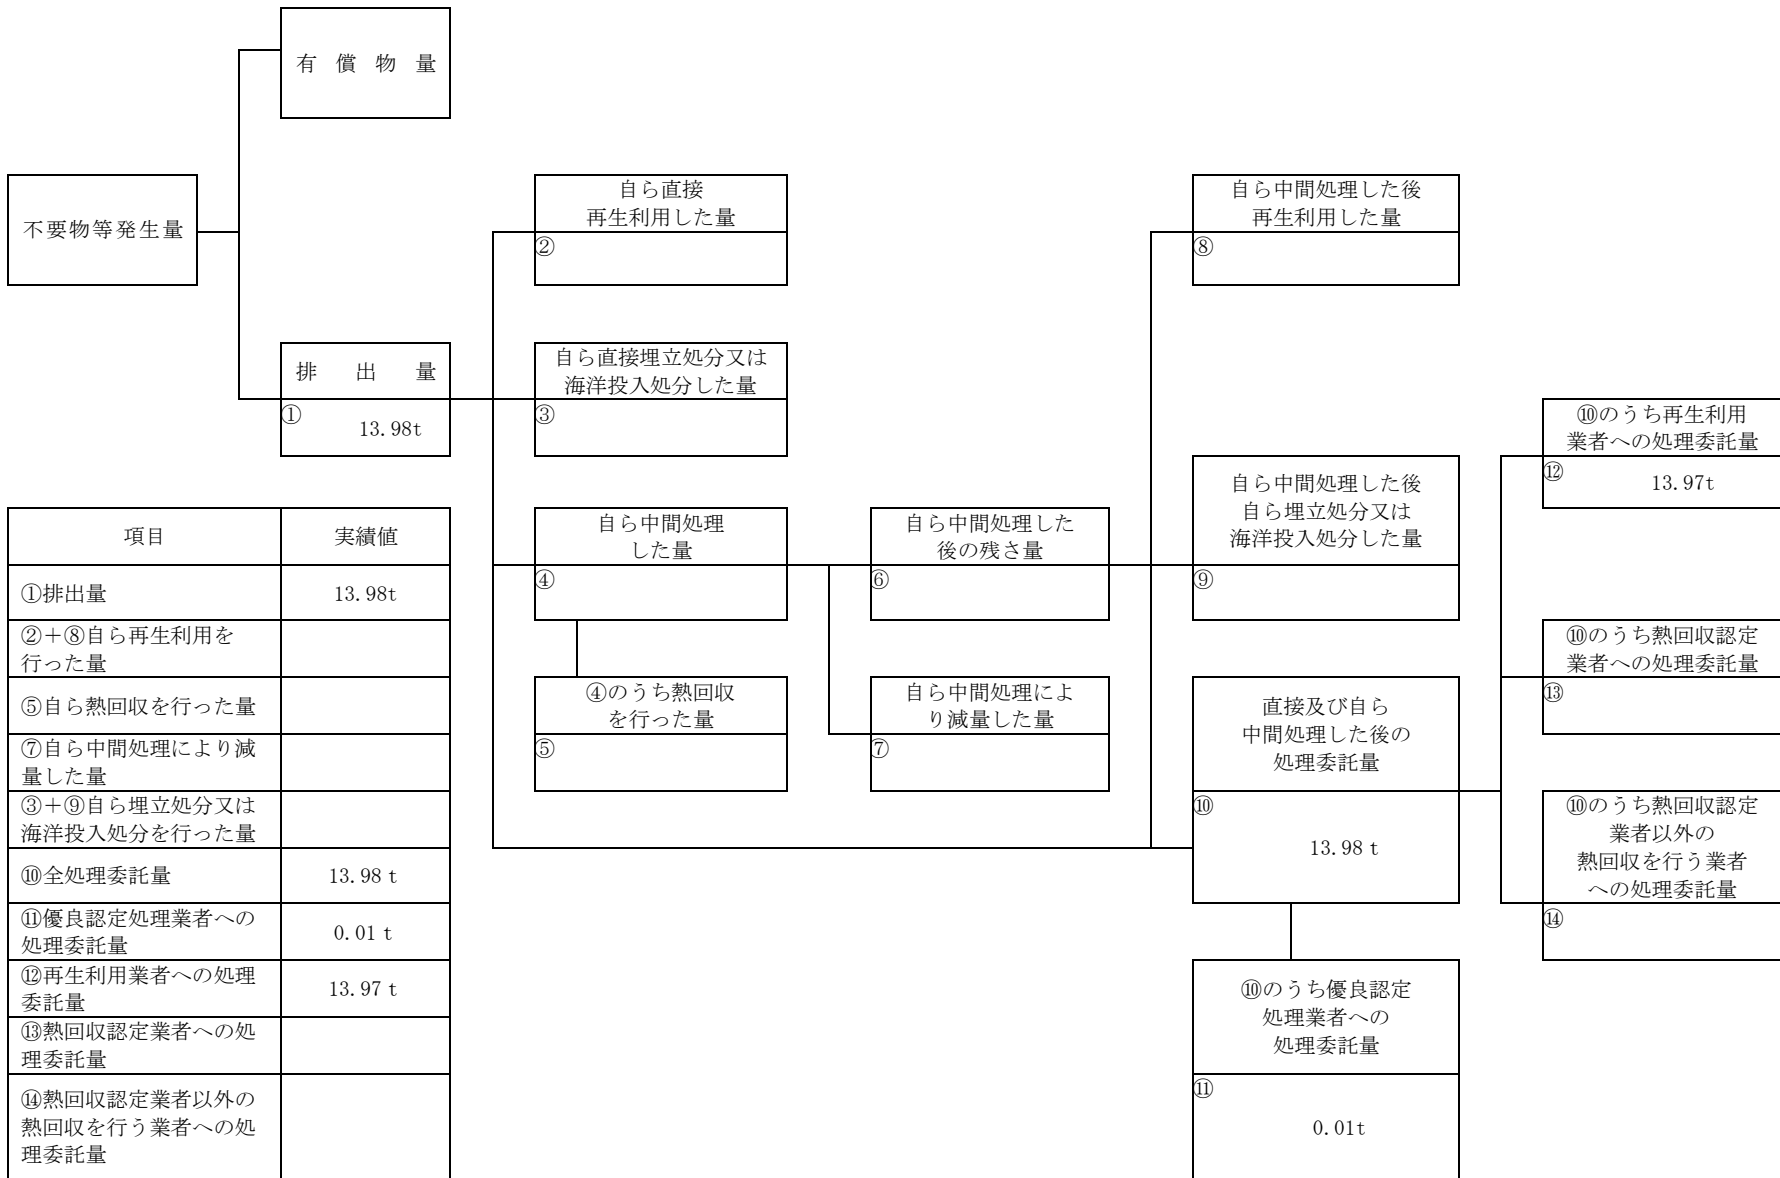 有償物量
不要物等発生量
排出量
①
13.98t
自ら直接
再生利用した量
②
自ら直接埋立処分又は
海洋投入処分した量
③
自ら中間処理
した量
④
④のうち熱回収
を行った量
⑤
自ら中間処理した
後の残さ量
⑥
自ら中間処理によ
り減量した量
⑦
自ら中間処理した後
再生利用した量
⑧
自ら中間処理した後
自ら埋立処分又は
海洋投入処分した量
⑨
直接及び自ら
中間処理した後の
処理委託量
⑩
13.98 t
⑩のうち優良認定
処理業者への
処理委託量
⑪
0.01t
⑩のうち再生利用
業者への処理委託量
⑫
13.97t
⑩のうち熱回収認定
業者への処理委託量
⑬
⑩のうち熱回収認定
業者以外の
熱回収を行う業者
への処理委託量
⑭
項目 実績値
①排出量 13.98t
②+⑧自ら再生利用を
行った量
⑤自ら熱回収を行った量
⑦自ら中間処理により減
量した量
③+⑨自ら埋立処分又は
海洋投入処分を行った量
⑩全処理委託量 13.98 t
⑪優良認定処理業者への
処理委託量 0.01 t
⑫再生利用業者への処理
委託量 13.97 t
⑬熱回収認定業者への処
理委託量
⑭熱回収認定業者以外の
熱回収を行う業者への処
理委託量